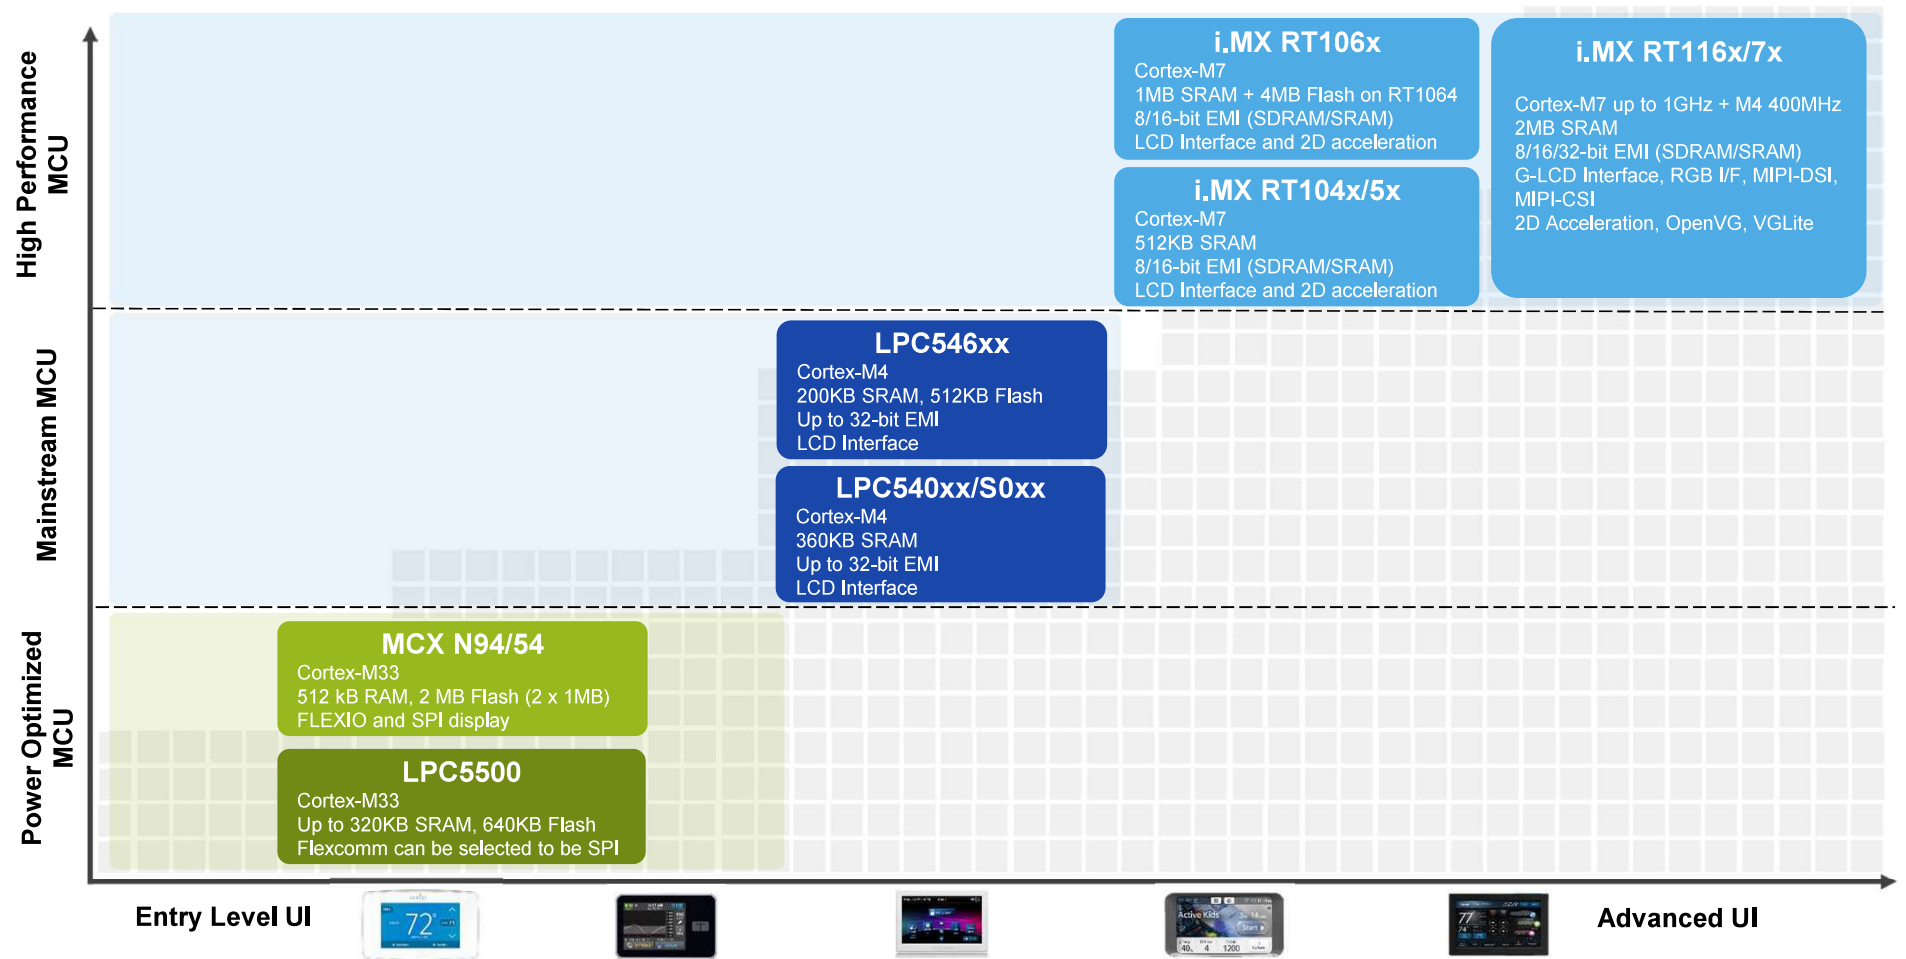 High Performance
MCU
i.MX RT106x
Cortex-M7
1MB SRAM + 4MB Flash on RT1064
8/16-bit EMI (SDRAM/SRAM)
LCD Interface and 2D acceleration
i.MX RT116x/7x
Cortex-M7 up to 1GHz + M4 400MHz
2MB SRAM
8/16/32-bit EMI (SDRAM/SRAM)
G-LCD Interface, RGB I/F, MIPI-DSI,
MIPI-CSI
2D Acceleration, OpenVG, VGLite
i.MX RT104x/5x
Cortex-M7
512KB SRAM
8/16-bit EMI (SDRAM/SRAM)
LCD Interface and 2D acceleration
Mainstream MCU
LPC546xx
Cortex-M4
200KB SRAM, 512KB Flash
Up to 32-bit EMI
LCD Interface
LPC540xx/S0xx
Cortex-M4
360KB SRAM
Up to 32-bit EMI
LCD Interface
Power Optimized
MCU
MCX N94/54
Cortex-M33
512 kB RAM, 2 MB Flash (2 x 1MB)
FLEXIO and SPI display
LPC5500
Cortex-M33
Up to 320KB SRAM, 640KB Flash
Flexcomm can be selected to be SPI
Entry Level UI
72°
Active Kids
Start
40
4
1200
77
Advanced UI